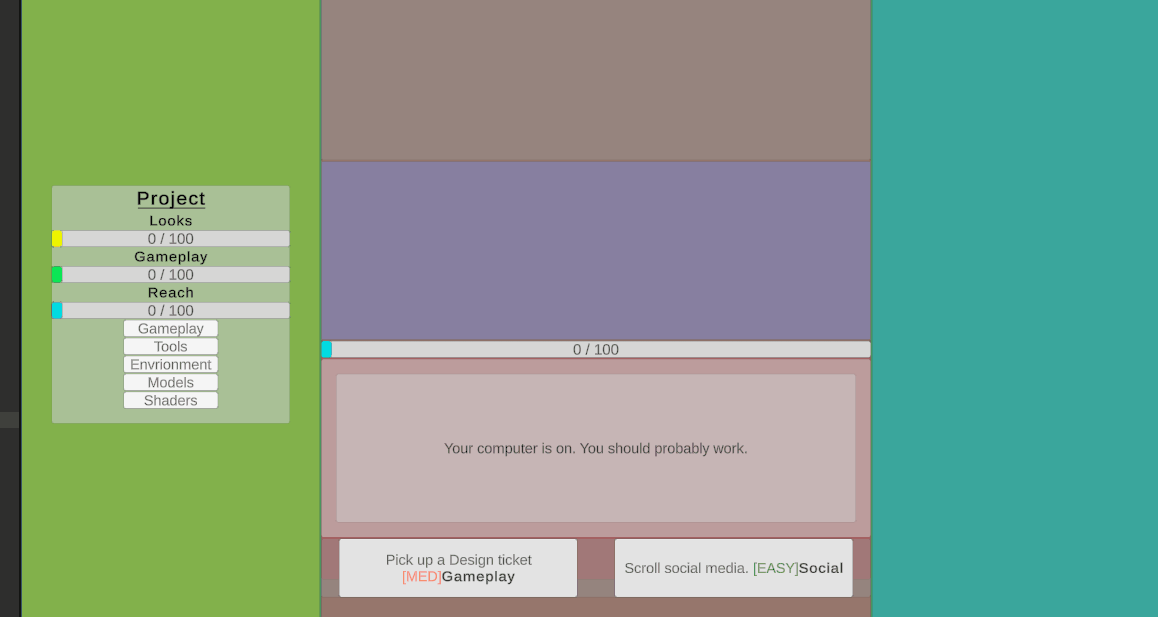 Project
Looks
0 / 100
Gameplay
0 / 100
Reach
0 / 100
Gameplay
Tools
Envrionment
Models
Shaders
0 / 100
Your computer is on. You should probably work.
Pick up a Design ticket
[MED]Gameplay
Scroll social media. [EASY]Social